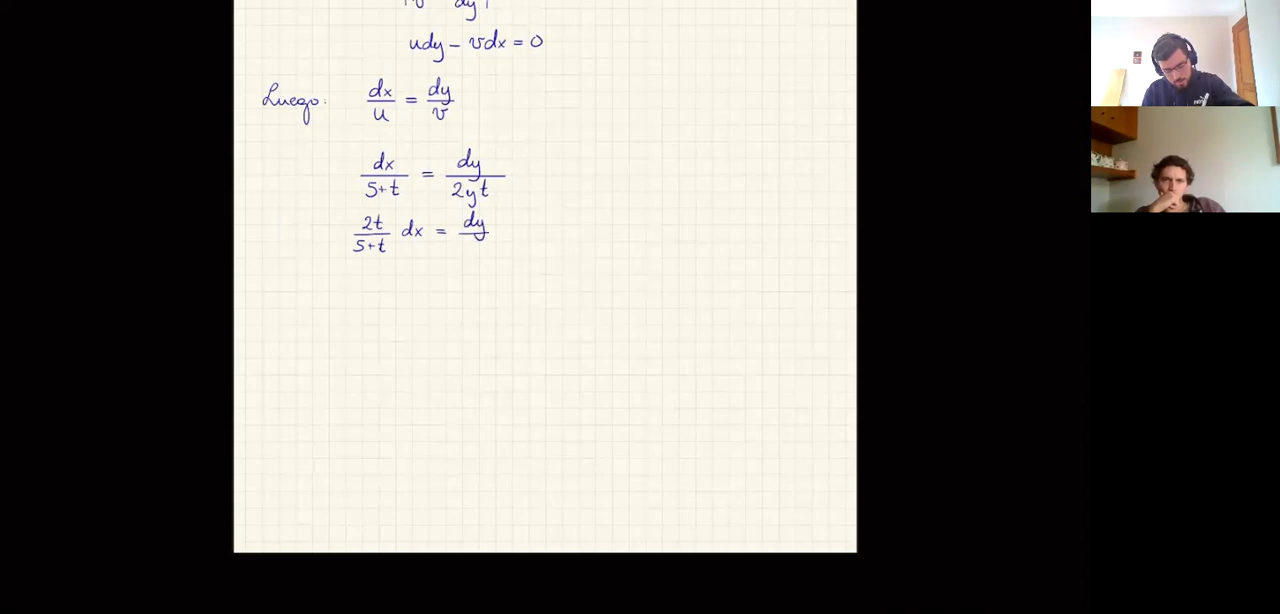 udy - vdx = 0
Luego: dx/u = dy/v
dx/5+t = dy/2yt
2t/5+t dx = dy/